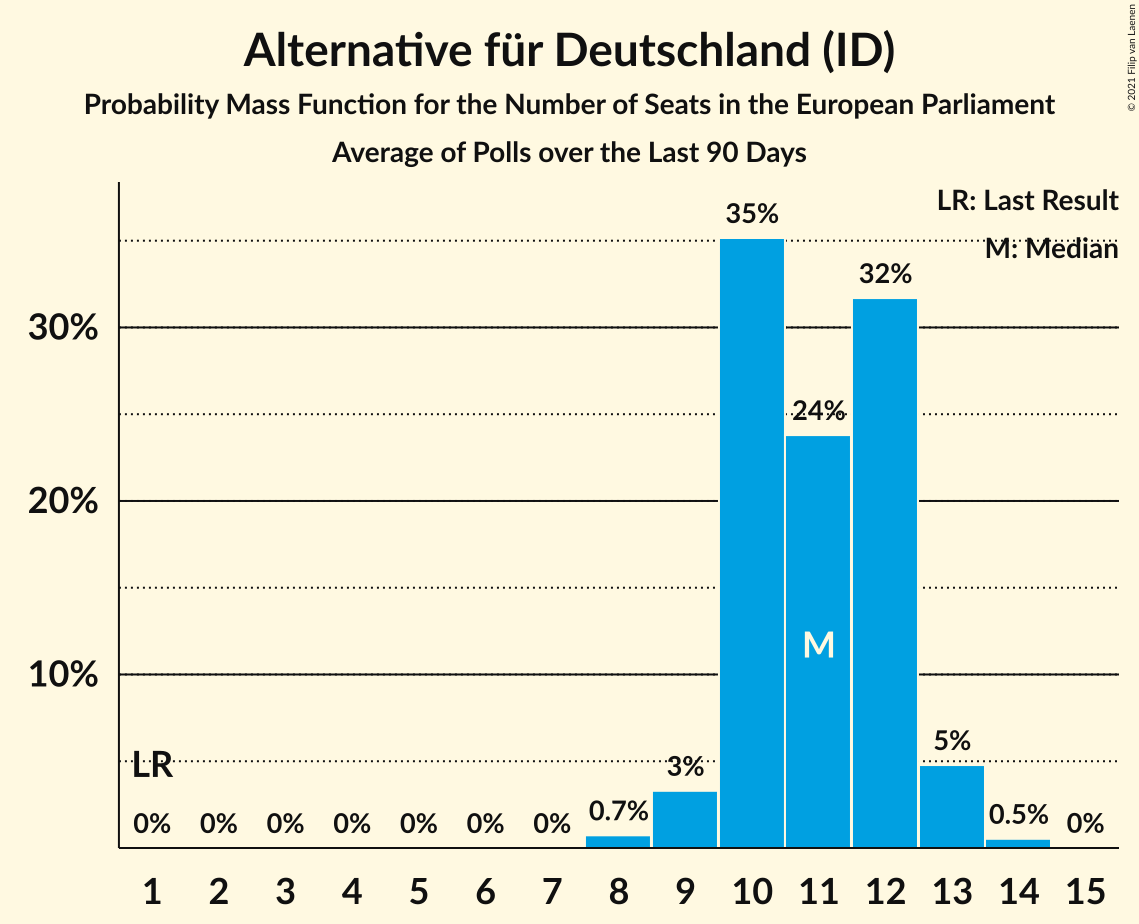 Alternative für Deutschland (ID)
Probability Mass Function for the Number of Seats in the European Parliament
Average of Polls over the Last 90 Days
© 2021 Filip van Laenen
LR: Last Result
M: Median
35%
32%
30%
24%
20%
M
10%
LR
5%
3%
0% 0% 0% 0% 0% 0% 0% 0.7% 0.5% 0%
1 2 3 4 5 6 7 8 9 10 11 12 13 14 15